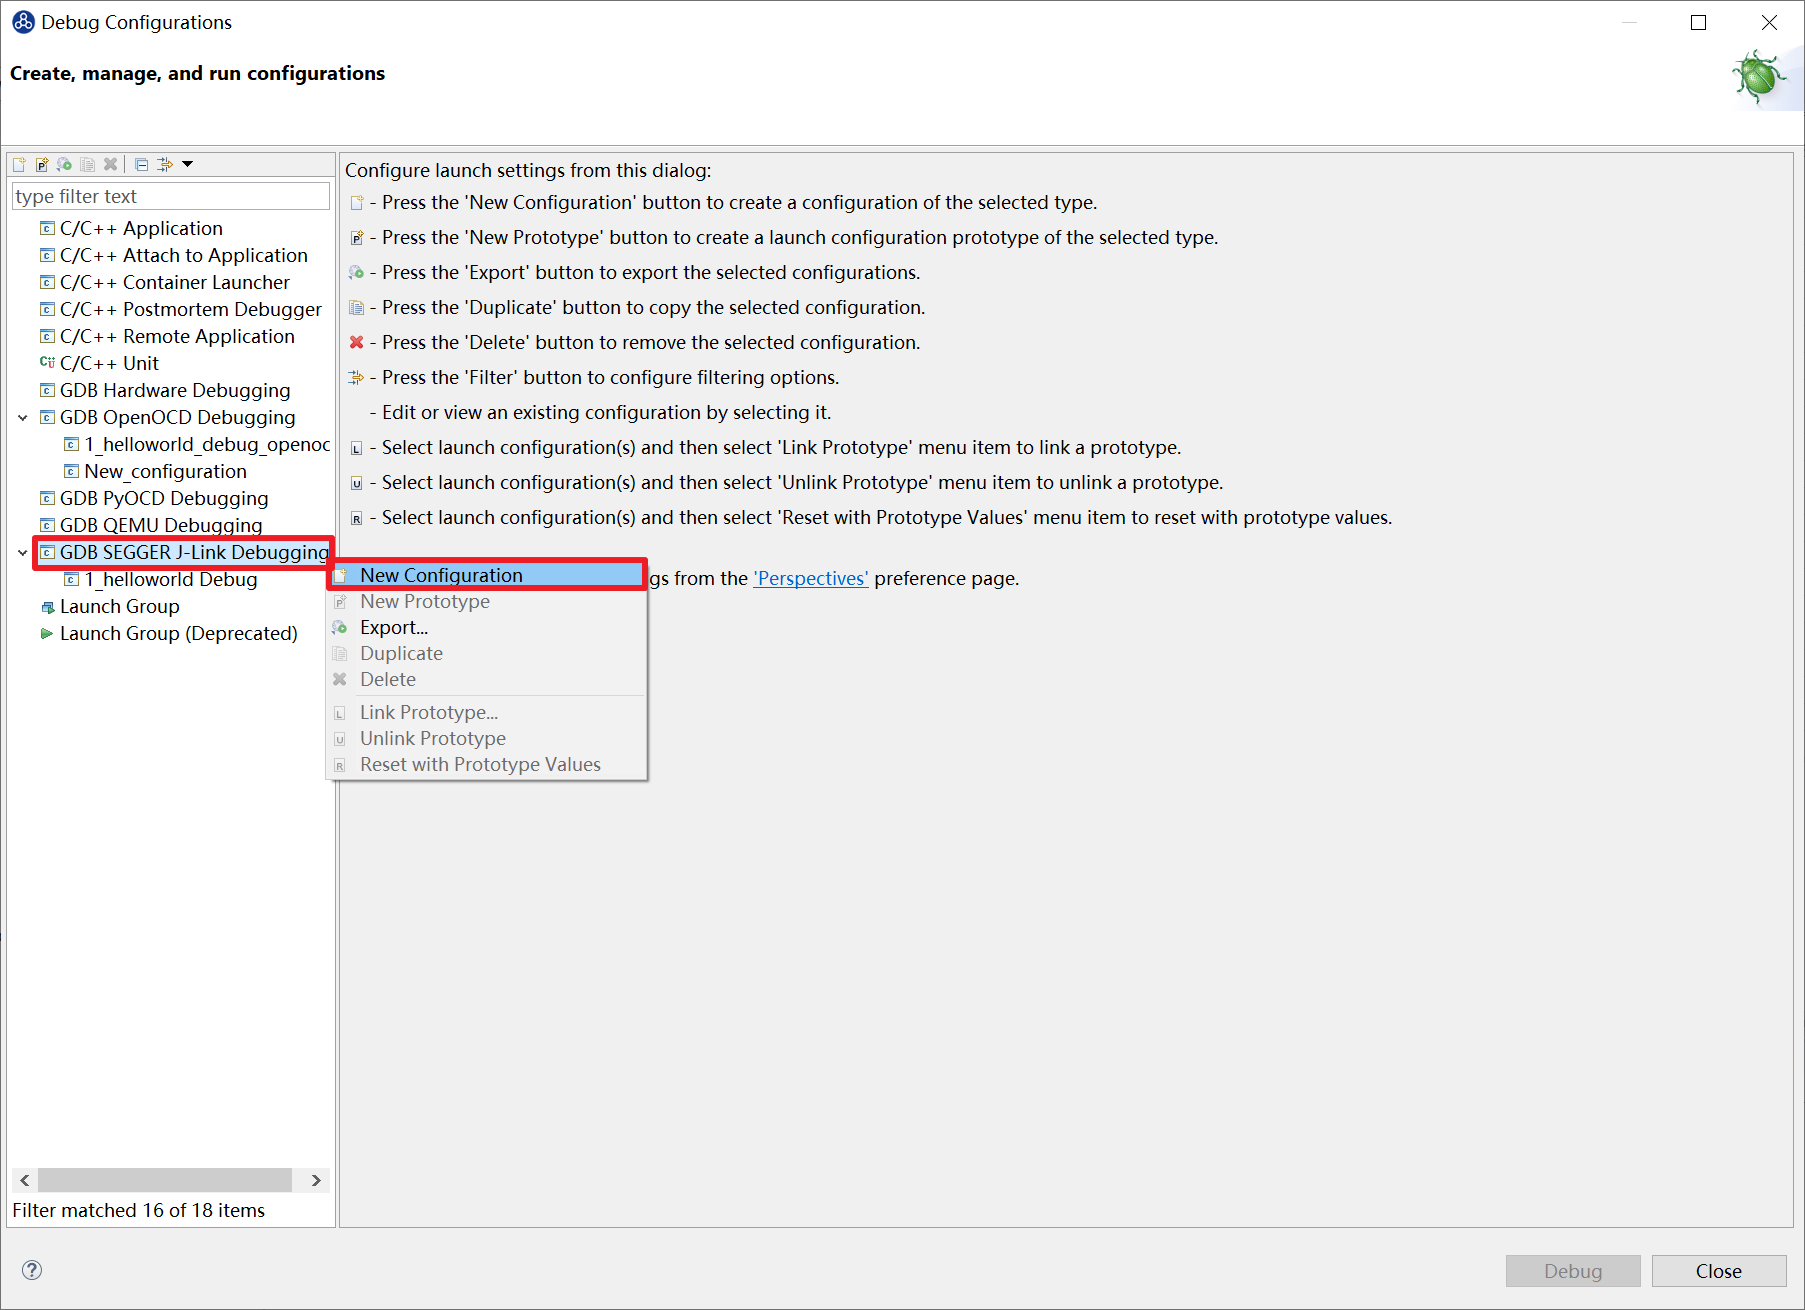 Debug Configurations
Create, manage, and run configurations
type filter text
C/C++ Application
C/C++ Attach to Application
C/C++ Container Launcher
C/C++ Postmortem Debugger
C/C++ Remote Application
C/C++ Unit
GDB Hardware Debugging
GDB OpenOCD Debugging
1_helloworld_debug_openoc
New_configuration
GDB PyOCD Debugging
GDB QEMU Debugging
GDB SEGGER J-Link Debugging
1_helloworld Debug
Launch Group
Launch Group (Deprecated)
Filter matched 16 of 18 items
Configure launch settings from this dialog:
- Press the 'New Configuration' button to create a configuration of the selected type.
- Press the 'New Prototype' button to create a launch configuration prototype of the selected type.
- Press the 'Export' button to export the selected configurations.
- Press the 'Duplicate' button to copy the selected configuration.
- Press the 'Delete' button to remove the selected configuration.
- Press the 'Filter' button to configure filtering options.
- Edit or view an existing configuration by selecting it.
- Select launch configuration(s) and then select 'Link Prototype' menu item to link a prototype.
- Select launch configuration(s) and then select 'Unlink Prototype' menu item to unlink a prototype.
- Select launch configuration(s) and then select 'Reset with Prototype Values' menu item to reset with prototype values.
gs from the 'Perspectives' preference page.
New Configuration
New Prototype
Export...
Duplicate
Delete
Link Prototype...
Unlink Prototype
Reset with Prototype Values
Debug
Close